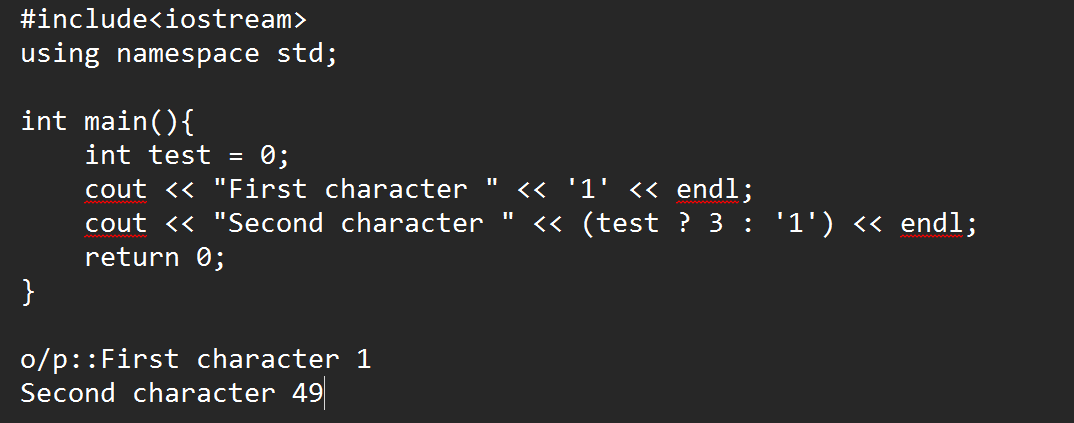 #include<iostream>
using namespace std;

int main(){
    int test = 0;
    cout << "First character " << '1' << endl;
    cout << "Second character "  << (test ? 3 : '1') << endl;
    return 0;
}

o/p::First character 1
Second character 49